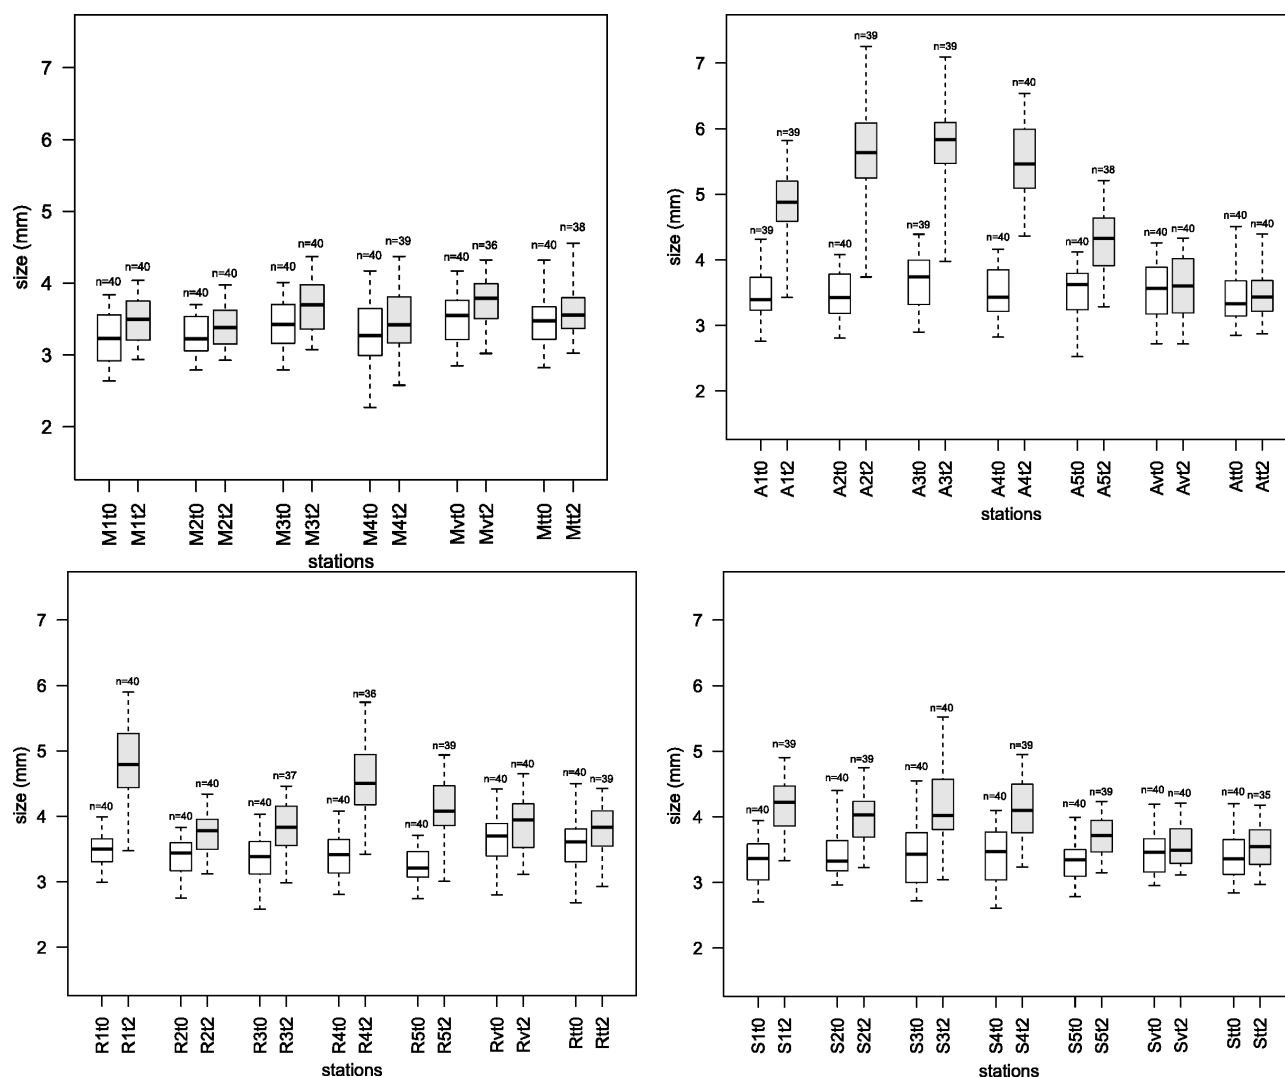 7
6
5
4
3
2
size (mm)
n=40
n=40
n=40
n=40
n=40
n=40
n=40
n=39
n=40
n=36
n=40
n=38
M1t0
M1t2
M2t0
M2t2
M3t0
M3t2
M4t0
M4t2
Mvt0
Mvt2
Mtt0
Mtt2
stations
7
6
5
4
3
2
size (mm)
n=39
n=39
n=40
n=39
n=39
n=39
n=40
n=40
n=40
n=38
n=40
n=40
n=40
n=40
A1t0
A1t2
A2t0
A2t2
A3t0
A3t2
A4t0
A4t2
A5t0
A5t2
Avt0
Avt2
Att0
Att2
stations
7
6
5
4
3
2
size (mm)
n=40
n=40
n=40
n=40
n=40
n=37
n=40
n=36
n=40
n=39
n=40
n=40
n=40
n=39
R1t0
R1t2
R2t0
R2t2
R3t0
R3t2
R4t0
R4t2
R5t0
R5t2
Rvt0
Rvt2
Rtt0
Rtt2
stations
7
6
5
4
3
2
size (mm)
n=40
n=39
n=40
n=39
n=40
n=40
n=40
n=39
n=40
n=39
n=40
n=40
n=40
n=35
S1t0
S1t2
S2t0
S2t2
S3t0
S3t2
S4t0
S4t2
S5t0
S5t2
Svt0
Svt2
Stt0
Stt2
stations